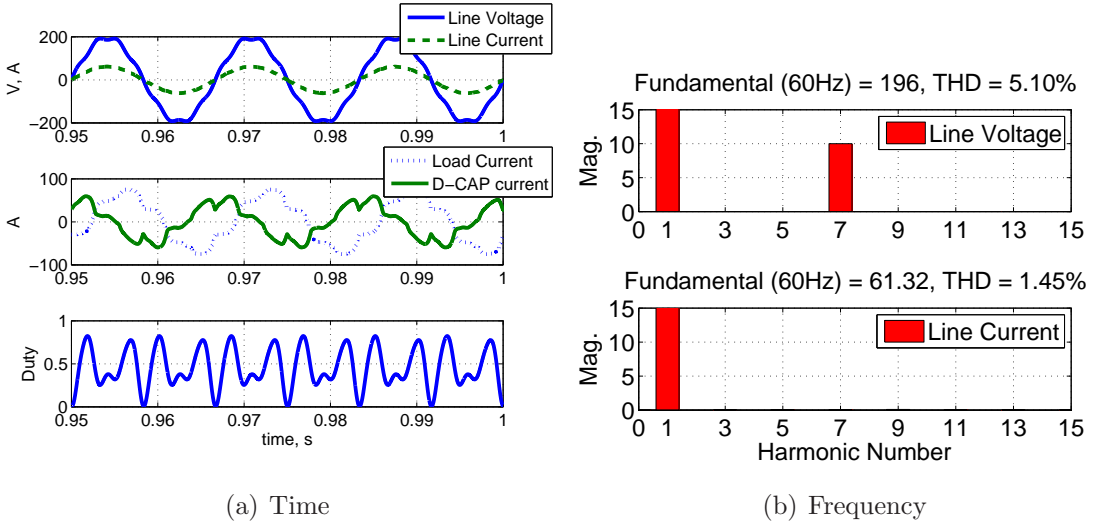 Line Voltage
Line Current
V, A
200
0
−200
0.95 0.96 0.97 0.98 0.99 1
Load Current
D−CAP current
A
100
0
−100
0.95 0.96 0.97 0.98 0.99 1
Duty
1
0.5
0
0.95 0.96 0.97 0.98 0.99 1
time, s
(a) Time
Fundamental (60Hz) = 196, THD = 5.10%
Line Voltage
Mag.
15
10
5
0
0 1 3 5 7 9 11 13 15
Fundamental (60Hz) = 61.32, THD = 1.45%
Line Current
Mag.
15
10
5
0
0 1 3 5 7 9 11 13 15
Harmonic Number
(b) Frequency